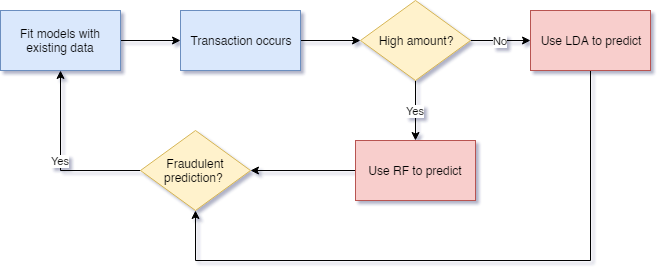 Fit models with
existing data
Transaction occurs
High amount?
No
Use LDA to predict
Yes
Use RF to predict
Fraudulent
prediction?
Yes